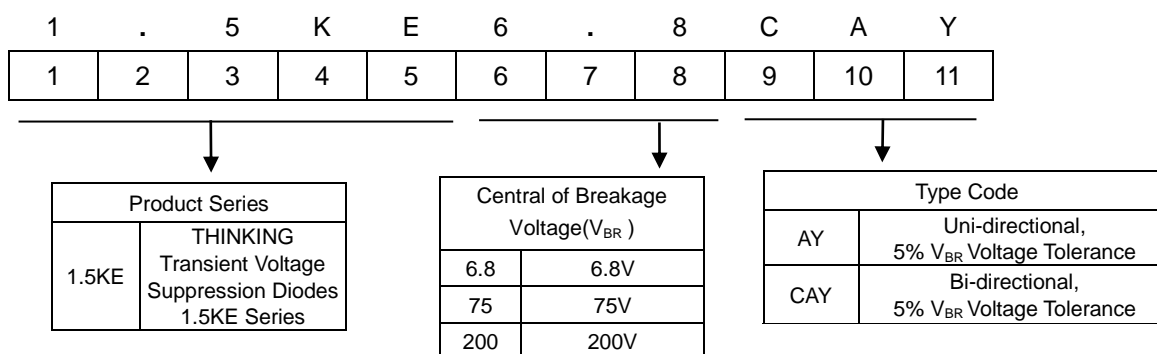 1 . 5 K E 6 . 8 C A Y
1 2 3 4 5 6 7 8 9 10 11
Product Series
1.5KE
THINKING
Transient Voltage
Suppression Diodes
1.5KE Series
Central of Breakage
Voltage(VBR )
6.8 6.8V
75 75V
200 200V
Type Code
AY
Uni-directional,
5% VBR Voltage Tolerance
CAY
Bi-directional,
5% VBR Voltage Tolerance